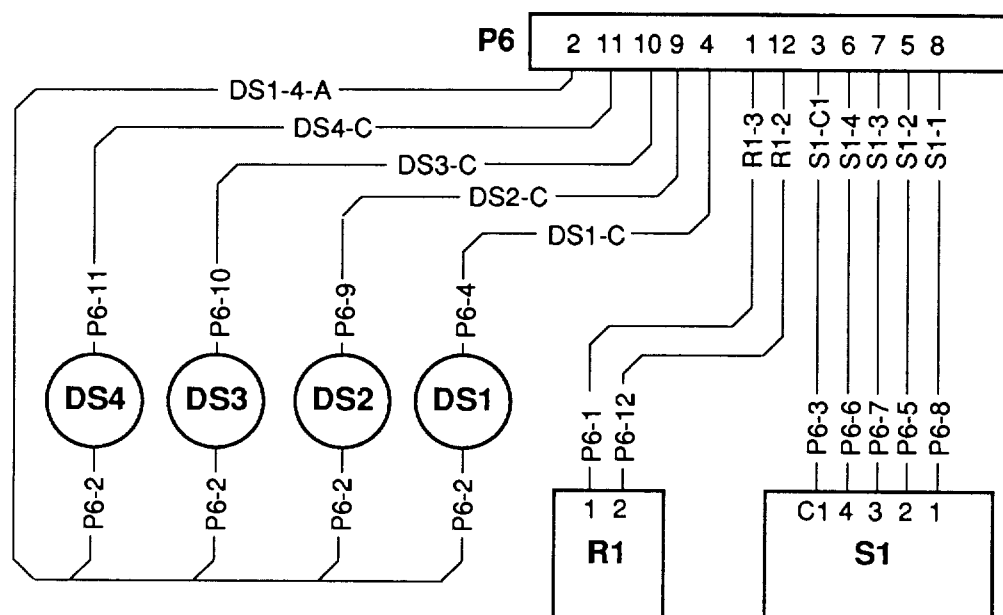 P6 2 11 10 9 4 1 12 3 6 7 5 8
DS1-4-A
DS4-C
DS3-C
DS2-C
DS1-C
R1-3
R1-2
S1-C1
S1-4
S1-3
S1-2
S1-1
P6-11
P6-10
P6-9
P6-4
DS4 DS3 DS2 DS1
P6-2 P6-2 P6-2 P6-2
P6-1
P6-12
P6-3
P6-6
P6-7
P6-5
P6-8
1 2
R1
C1 4 3 2 1
S1